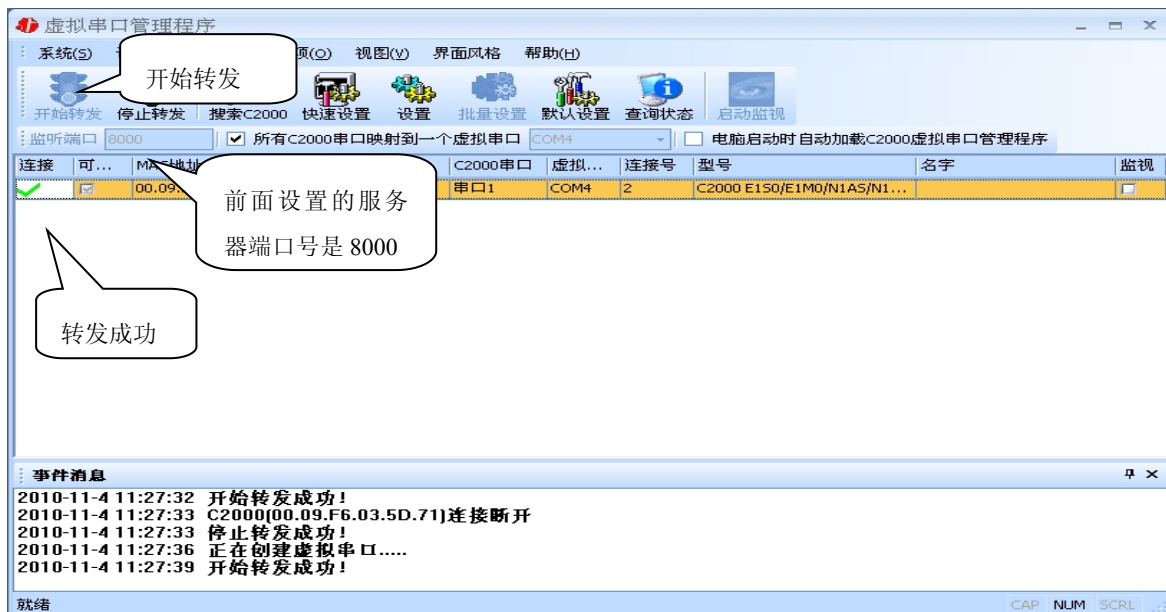 虚拟串口管理程序
系统(S) 项(O) 视图(V) 界面风格 帮助(H)
开始转发
开始转发 停止转发 搜索C2000 快速设置 设置 批量设置 默认设置 查询状态 启动监视
监听端口 8000 所有C2000串口映射到一个虚拟串口 COM4 电脑启动时自动加载C2000虚拟串口管理程序
连接 可... MAC地址 C2000串口 虚拟... 连接号 型号 名字 监视
00.09. 串口1 COM4 2 C2000 E1S0/E1M0/N1AS/N1...
前面设置的服务
器端口号是 8000
转发成功
事件消息
2010-11-4 11:27:32 开始转发成功!
2010-11-4 11:27:33 C2000(00.09.F6.03.5D.71)连接断开
2010-11-4 11:27:33 停止转发成功!
2010-11-4 11:27:36 正在创建虚拟串口.....
2010-11-4 11:27:39 开始转发成功!
就绪 CAP NUM SCRL